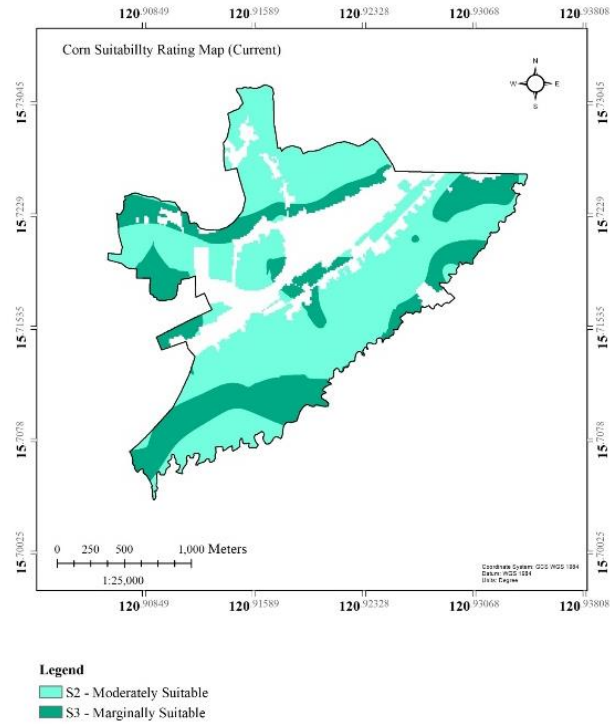 120.90849 120.91589 120.92328 120.93068 120.93808
Corn Suitabillty Rating Map (Current)
N
W E
S
15.73045 15.73045
15.7229 15.7229
15.71535 15.71535
15.7078 15.7078
15.70025 15.70025
0 250 500 1,000 Meters
1:25,000
Coordinate System: GCS WGS 1984
Datum: WGS 1984
Units: Degree
120.90849 120.91589 120.92328 120.93068 120.93808
Legend
S2 - Moderately Suitable
S3 - Marginally Suitable